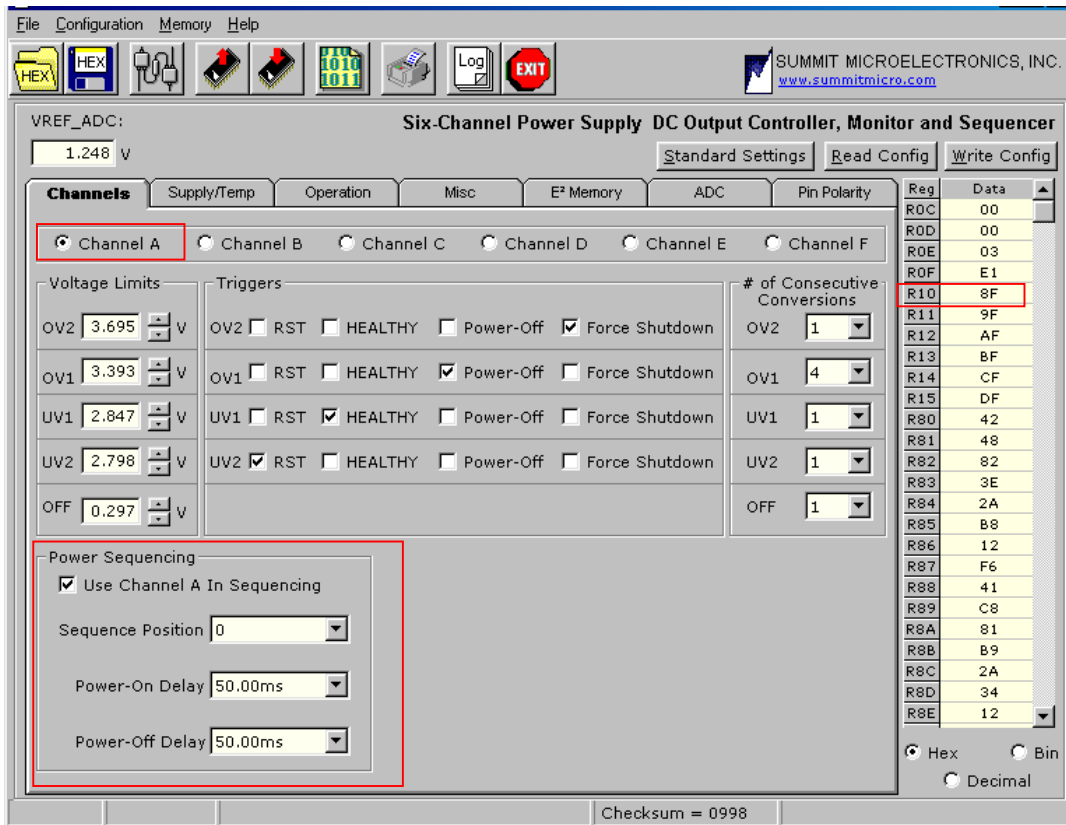 File Configuration Memory Help
HEX HEX 1010 1010 1011 Log EXIT
SUMMIT MICROELECTRONICS, INC.
www.summitmicro.com
VREF_ADC:
1.248 V
Six-Channel Power Supply DC Output Controller, Monitor and Sequencer
Standard Settings Read Config Write Config
Channels Supply/Temp Operation Misc E² Memory ADC Pin Polarity
Channel A Channel B Channel C Channel D Channel E Channel F
Voltage Limits Triggers # of Consecutive Conversions
OV2 3.695 V OV2 RST HEALTHY Power-Off Force Shutdown OV2 1
OV1 3.393 V OV1 RST HEALTHY Power-Off Force Shutdown OV1 4
UV1 2.847 V UV1 RST HEALTHY Power-Off Force Shutdown UV1 1
UV2 2.798 V UV2 RST HEALTHY Power-Off Force Shutdown UV2 1
OFF 0.297 V OFF 1
Power Sequencing
Use Channel A In Sequencing
Sequence Position 0
Power-On Delay 50.00ms
Power-Off Delay 50.00ms
Reg Data
R0C 00
R0D 00
R0E 03
R0F E1
R10 8F
R11 9F
R12 AF
R13 BF
R14 CF
R15 DF
R80 42
R81 48
R82 82
R83 3E
R84 2A
R85 B8
R86 12
R87 F6
R88 41
R89 C8
R8A 81
R8B B9
R8C 2A
R8D 34
R8E 12
Hex Bin
Decimal
Checksum = 0998